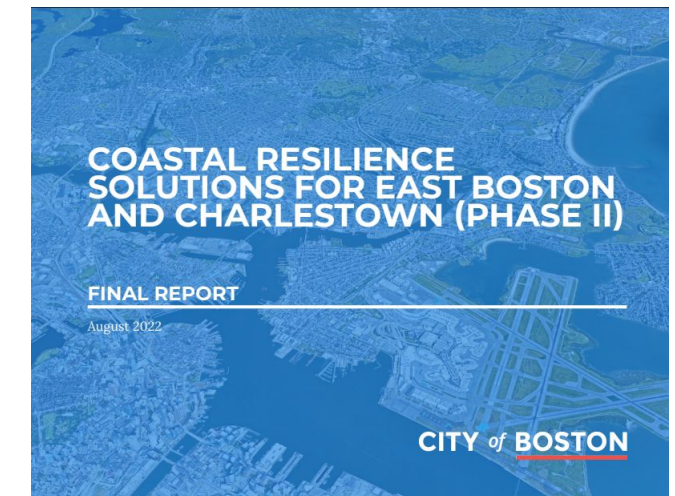 COASTAL RESILIENCE
SOLUTIONS FOR EAST BOSTON
AND CHARLESTOWN (PHASE II)
FINAL REPORT
August 2022
CITY of BOSTON